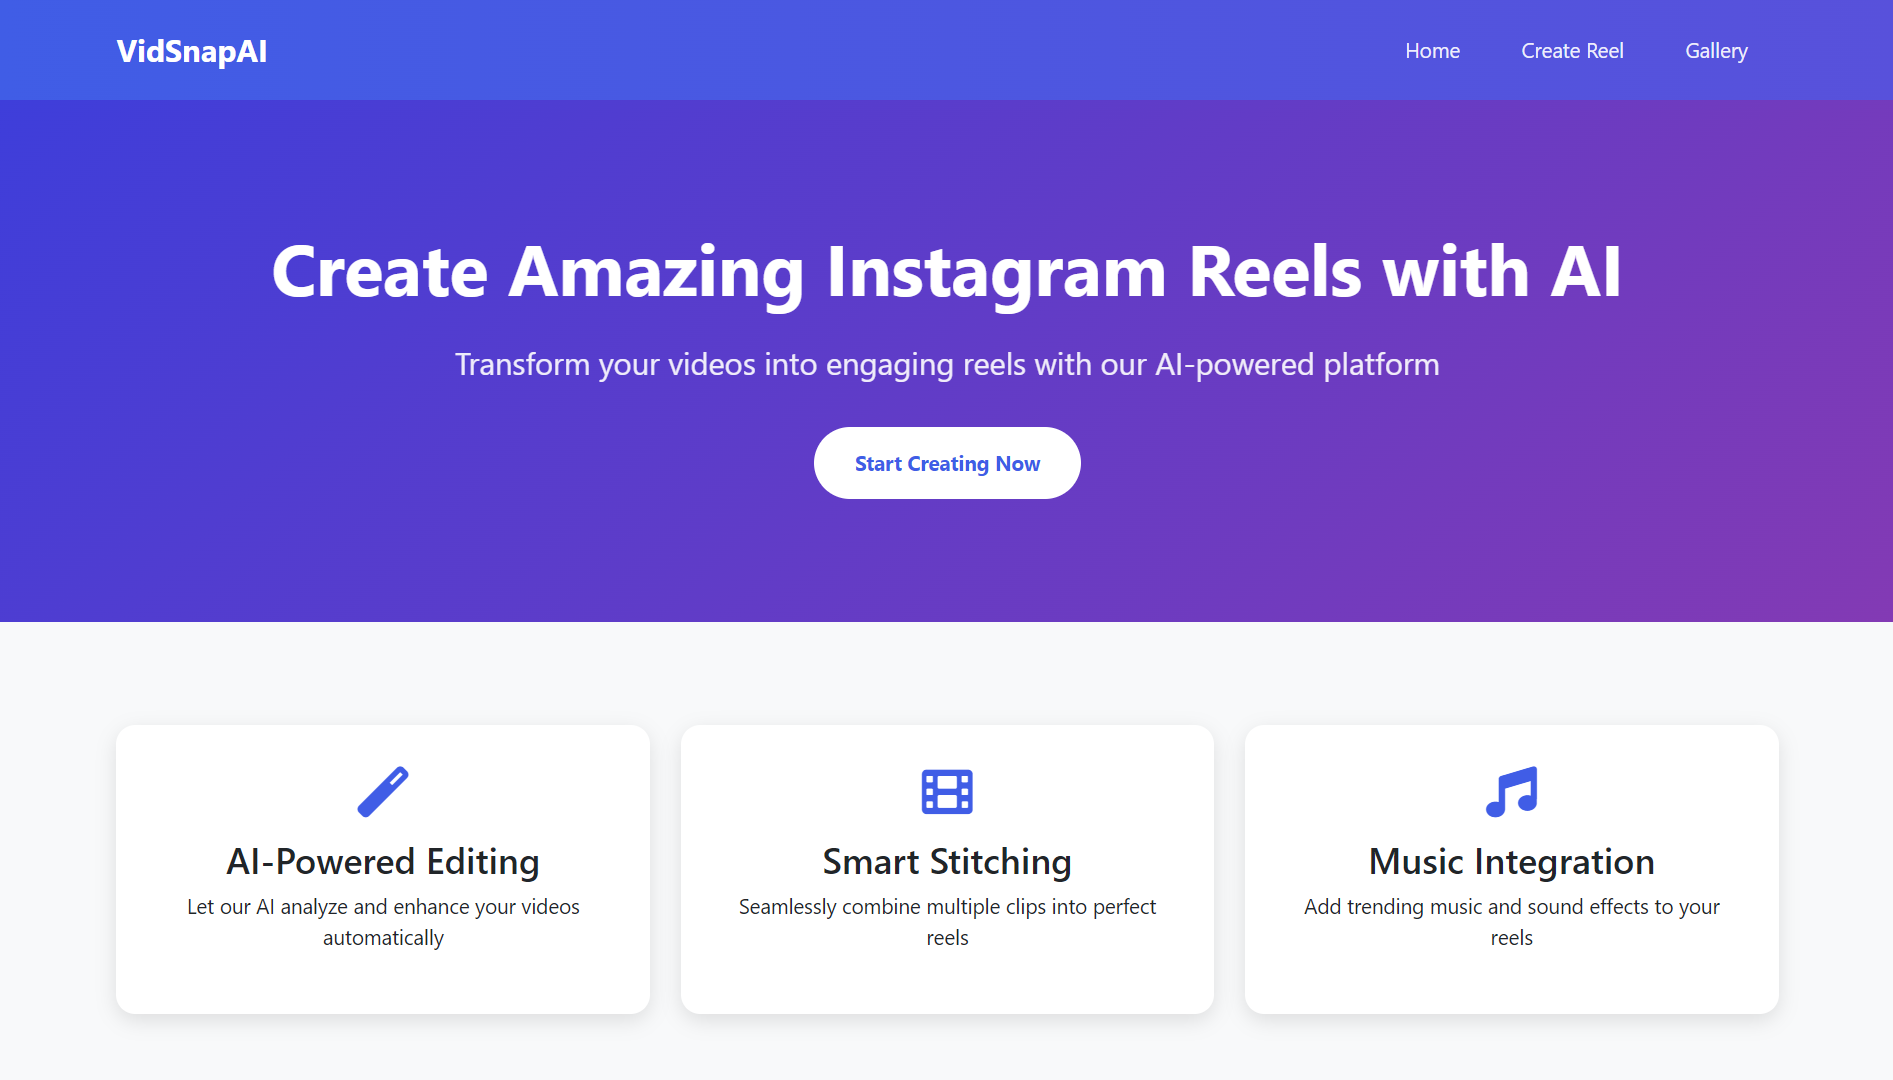 VidSnapAI
Home
Create Reel
Gallery
Create Amazing Instagram Reels with AI
Transform your videos into engaging reels with our AI-powered platform
Start Creating Now
AI-Powered Editing
Let our AI analyze and enhance your videos
automatically
Smart Stitching
Seamlessly combine multiple clips into perfect
reels
Music Integration
Add trending music and sound effects to your
reels